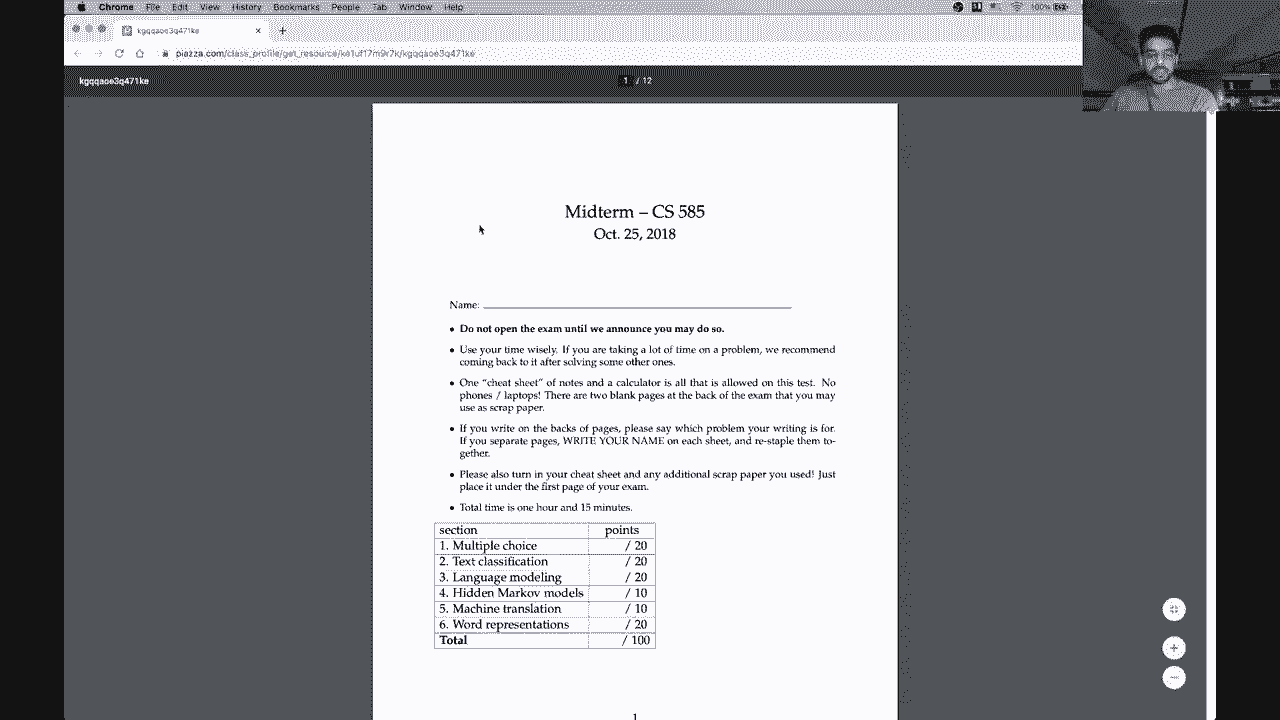 Chrome File Edit View History Bookmarks People Tab Window Help 100%
kgqqaoe3q471ke
kgqqaoe3q471ke 1 / 12
Midterm – CS 585
Oct. 25, 2018
Name:
• Do not open the exam until we announce you may do so.
• Use your time wisely. If you are taking a lot of time on a problem, we recommend
coming back to it after solving some other ones.
• One “cheat sheet” of notes and a calculator is all that is allowed on this test. No
phones / laptops! There are two blank pages at the back of the exam that you may
use as scrap paper.
• If you write on the backs of pages, please say which problem your writing is for.
If you separate pages, WRITE YOUR NAME on each sheet, and re-staple them to-
gether.
• Please also turn in your cheat sheet and any additional scrap paper you used! Just
place it under the first page of your exam.
• Total time is one hour and 15 minutes.
section points
1. Multiple choice / 20
2. Text classification / 20
3. Language modeling / 20
4. Hidden Markov models / 10
5. Machine translation / 10
6. Word representations / 20
Total / 100
1